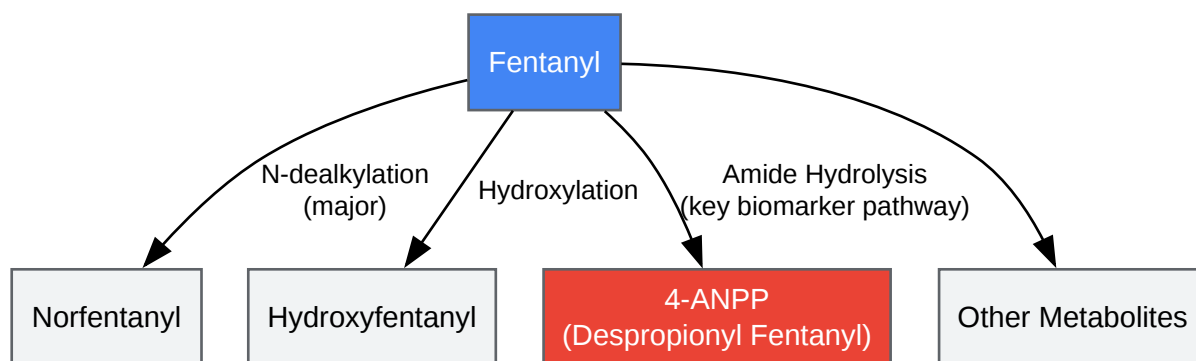 Fentanyl
N-dealkylation
(major)
Hydroxylation
Amide Hydrolysis
(key biomarker pathway)
Norfentanyl
Hydroxyfentanyl
4-ANPP
(Despropionyl Fentanyl)
Other Metabolites